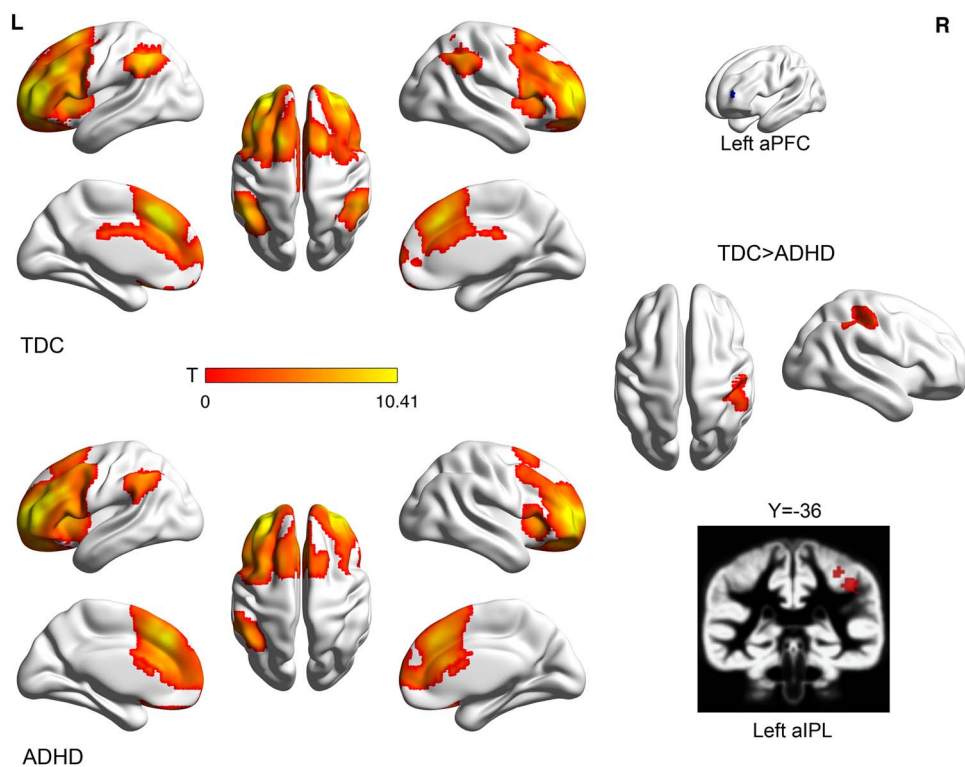 L
R
Left aPFC
TDC>ADHD
TDC
T
0
10.41
Y=-36
Left aIPL
ADHD